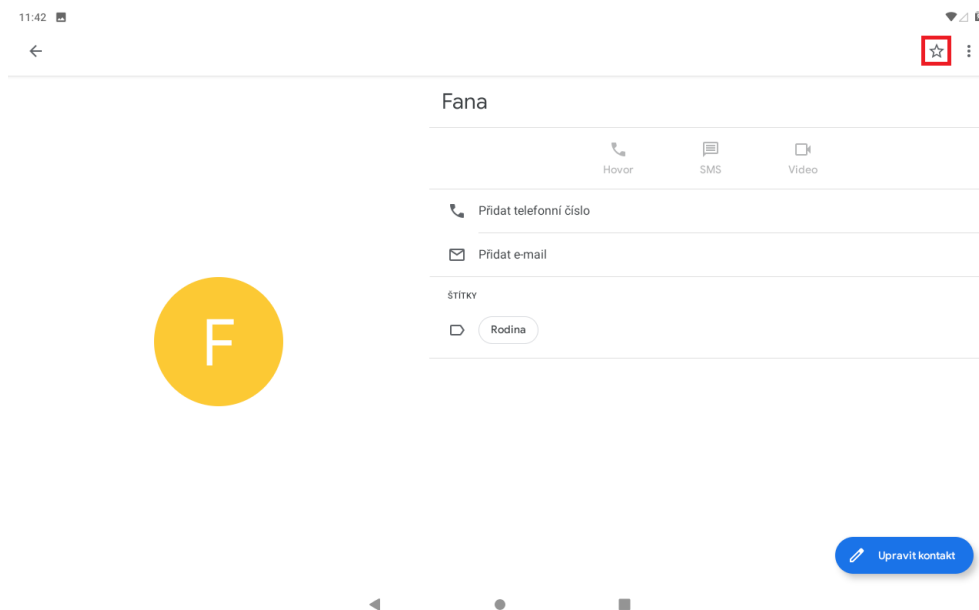 11:42
Fana
Hovor SMS Video
Přidat telefonní číslo
Přidat e-mail
ŠTÍTKY
Rodina
F
Upravit kontakt